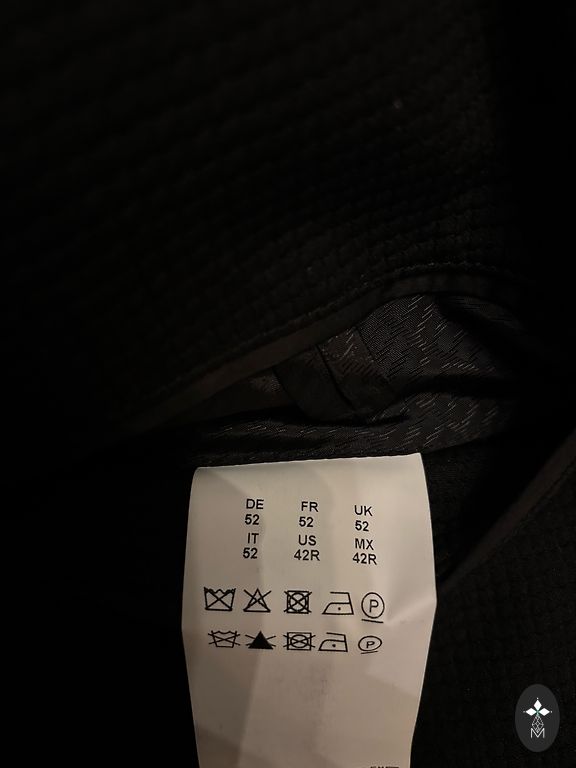 DE FR UK
52 52 52
IT US MX
52 42R 42R
P
P
M